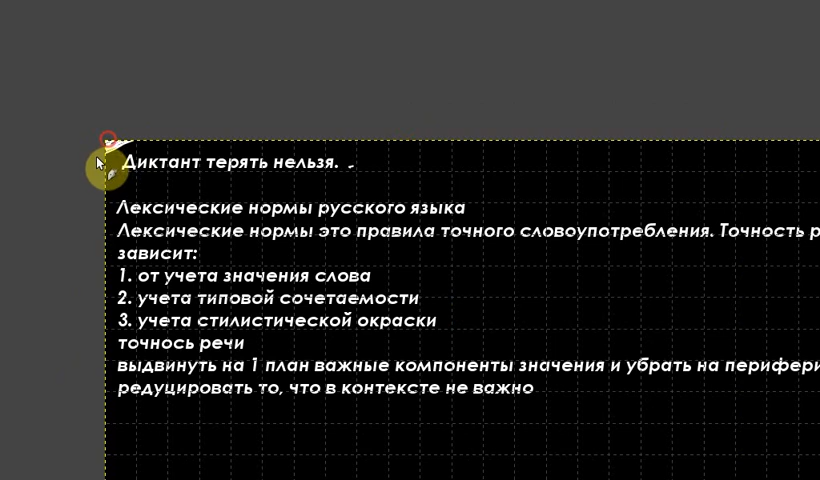 Диктант терять нельзя. .
Лексические нормы русского языка
Лексические нормы это правила точного словоупотребления. Точность р
зависит:
1. от учета значения слова
2. учета типовой сочетаемости
3. учета стилистической окраски
точнось речи
выдвинуть на 1 план важные компоненты значения и убрать на перифери
редуцировать то, что в контексте не важно